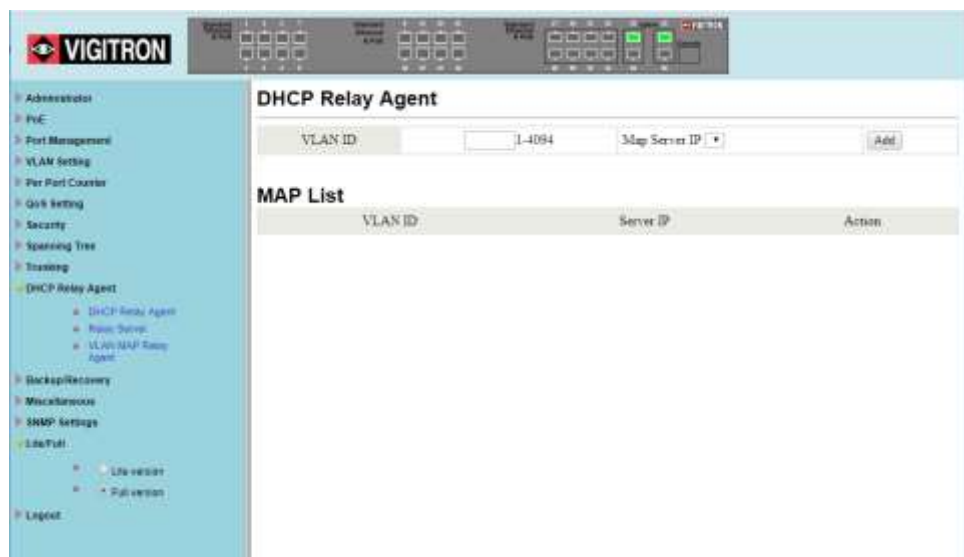 VIGITRON
Administrator
PoE
Port Management
VLAN Setting
Per Port Counter
QoS Setting
Security
Spanning Tree
Trunking
DHCP Relay Agent
DHCP Relay Agent
Relay Server
VLAN MAP Relay
Agent
Backup/Recovery
Miscellaneous
SNMP Settings
Lite/Full
Lite version
Full version
Logout
DHCP Relay Agent
VLAN ID 1-4094 Map Server IP Add
MAP List
VLAN ID Server IP Action